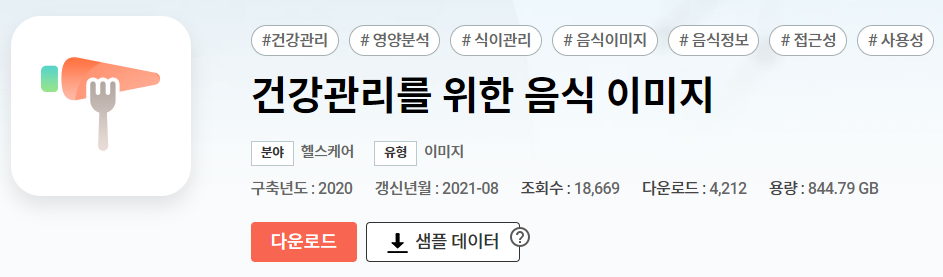 #건강관리 # 영양분석 # 식이관리 # 음식이미지 # 음식정보 # 접근성 # 사용성
건강관리를 위한 음식 이미지
분야 헬스케어 유형 이미지
구축년도 : 2020 갱신년월 : 2021-08 조회수 : 18,669 다운로드 : 4,212 용량 : 844.79 GB
다운로드 샘플 데이터 ?